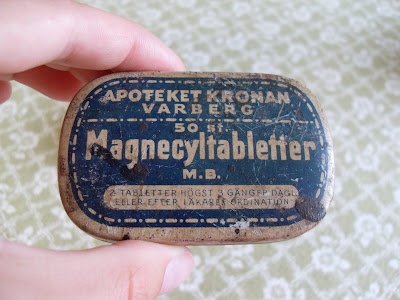 APOTEKET KRONAN
VARBERG
50 st.
Magnecyltabletter
M.B.
2 TABLETTER HÖGST 3 GÅNGER DAGL.
ELLER EFTER LÄKARES ORDINATION